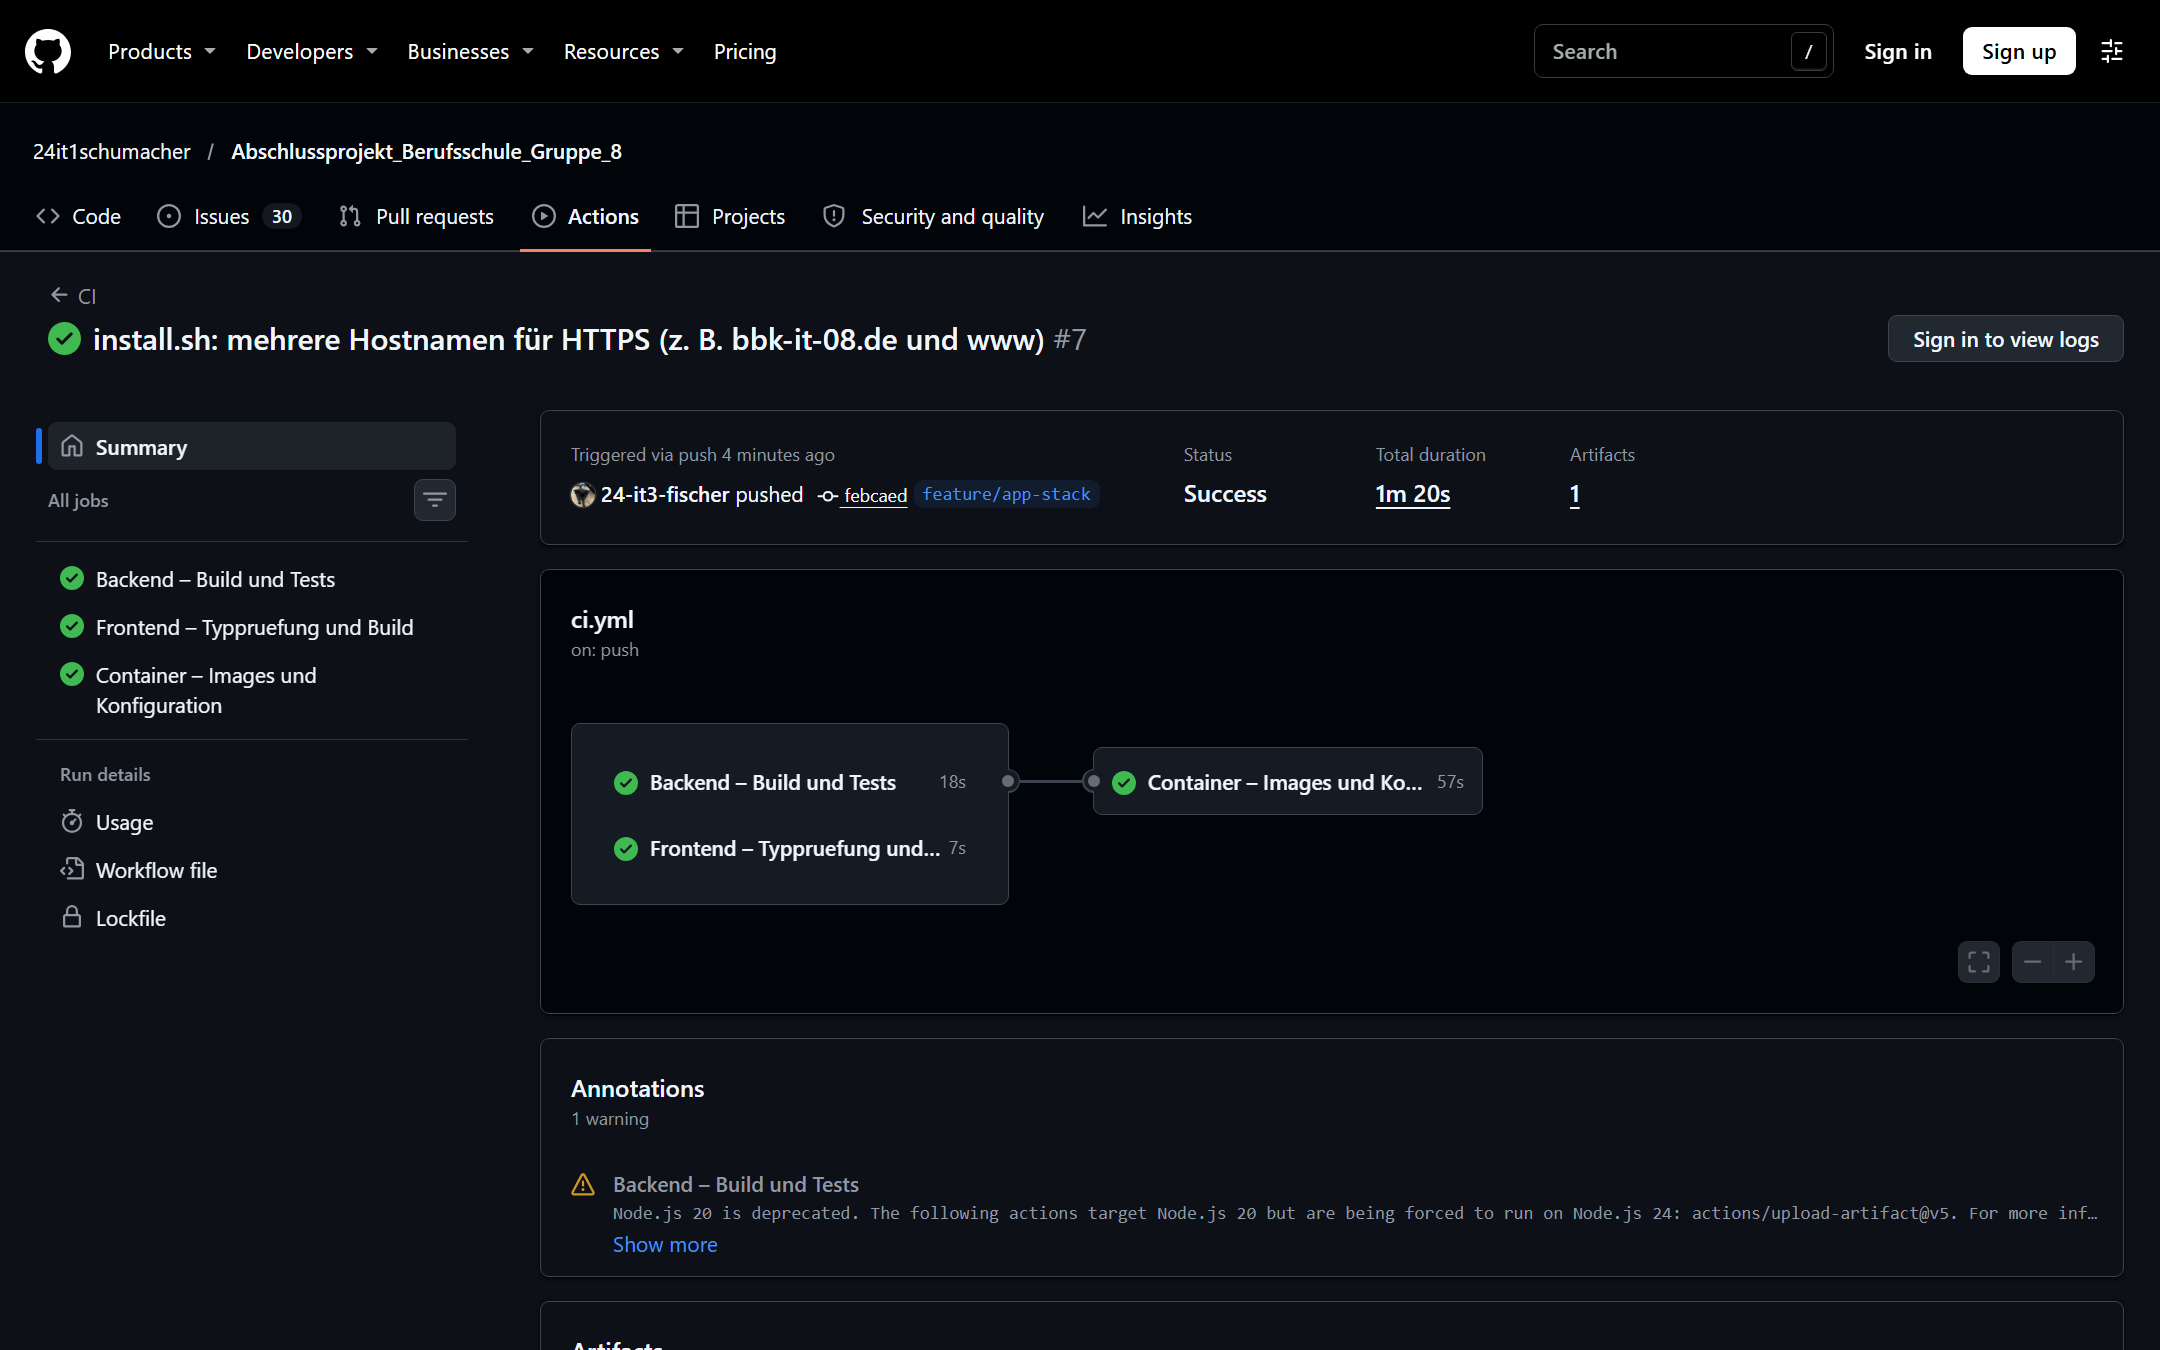 Products
Developers
Businesses
Resources
Pricing
Search
/
Sign in
Sign up
24it1schumacher / Abschlussprojekt_Berufsschule_Gruppe_8
Code
Issues 30
Pull requests
Actions
Projects
Security and quality
Insights
CI
install.sh: mehrere Hostnamen für HTTPS (z. B. bbk-it-08.de und www) #7
Sign in to view logs
Summary
All jobs
Backend – Build und Tests
Frontend – Typpruefung und Build
Container – Images und
Konfiguration
Run details
Usage
Workflow file
Lockfile
Triggered via push 4 minutes ago
24-it3-fischer pushed febcaed feature/app-stack
Status
Success
Total duration
1m 20s
Artifacts
1
ci.yml
on: push
Backend – Build und Tests 18s
Frontend – Typpruefung und... 7s
Container – Images und Ko... 57s
Annotations
1 warning
Backend – Build und Tests
Node.js 20 is deprecated. The following actions target Node.js 20 but are being forced to run on Node.js 24: actions/upload-artifact@v5. For more inf…
Show more
Artifacts